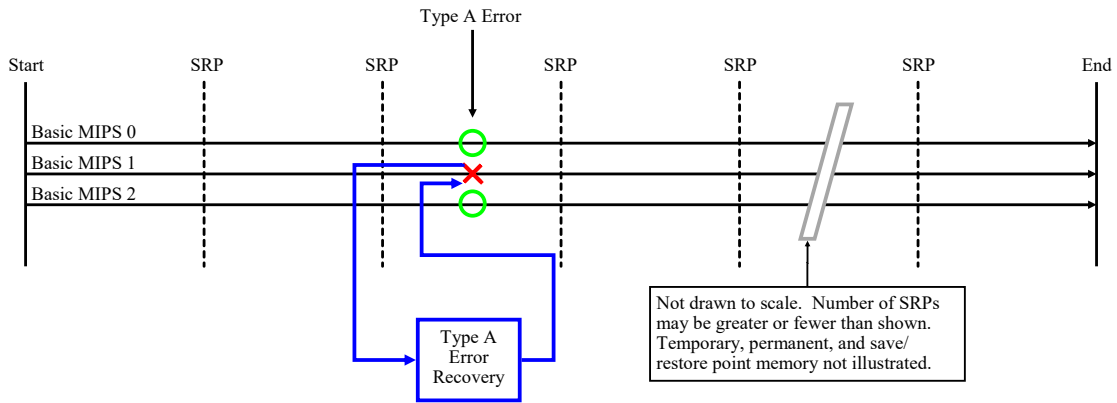 Type A Error
Start
SRP
SRP
SRP
SRP
SRP
End
Basic MIPS 0
Basic MIPS 1
Basic MIPS 2
Type A
Error
Recovery
Not drawn to scale.  Number of SRPs
may be greater or fewer than shown.
Temporary, permanent, and save/
restore point memory not illustrated.